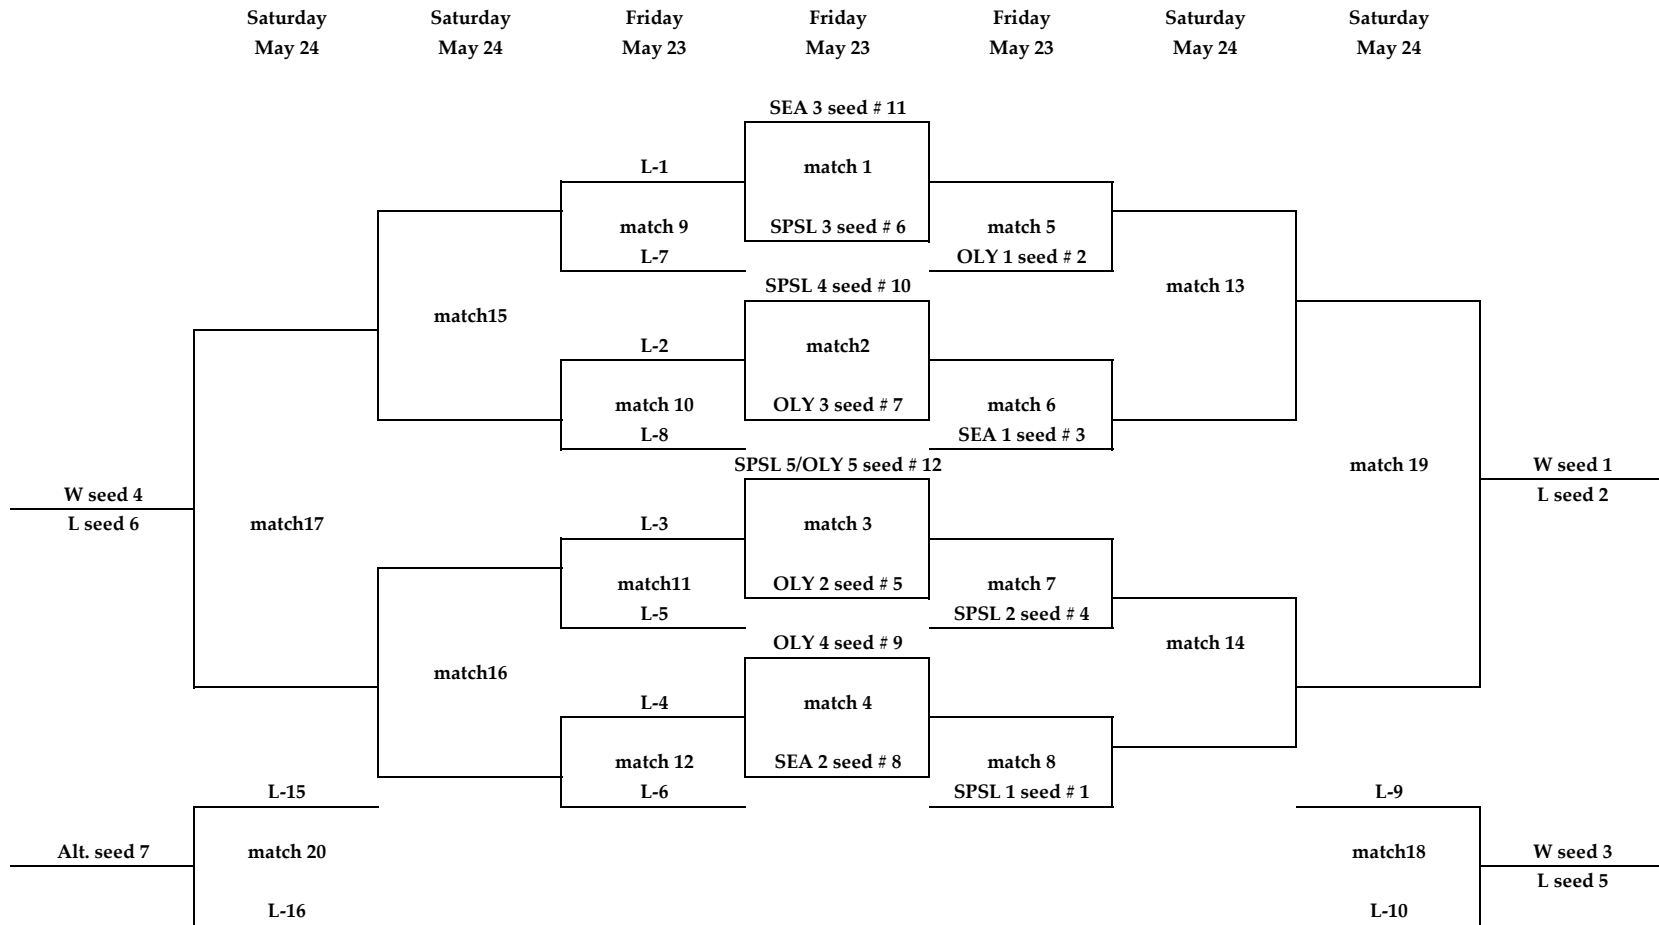 Saturday Saturday Friday Friday Friday Saturday Saturday
May 24 May 24 May 23 May 23 May 23 May 24 May 24
SEA 3 seed # 11
L-1 match 1
match 9 SPSL 3 seed # 6 match 5
L-7 OLY 1 seed # 2
SPSL 4 seed # 10 match 13
match15
L-2 match2
match 10 OLY 3 seed # 7 match 6
L-8 SEA 1 seed # 3
SPSL 5/OLY 5 seed # 12 match 19 W seed 1
W seed 4 L seed 2
L seed 6 match17 L-3 match 3
match11 OLY 2 seed # 5 match 7
L-5 SPSL 2 seed # 4
OLY 4 seed # 9 match 14
match16
L-4 match 4
match 12 SEA 2 seed # 8 match 8
L-15 L-6 SPSL 1 seed # 1 L-9
Alt. seed 7 match 20 match18 W seed 3
L seed 5
L-16 L-10